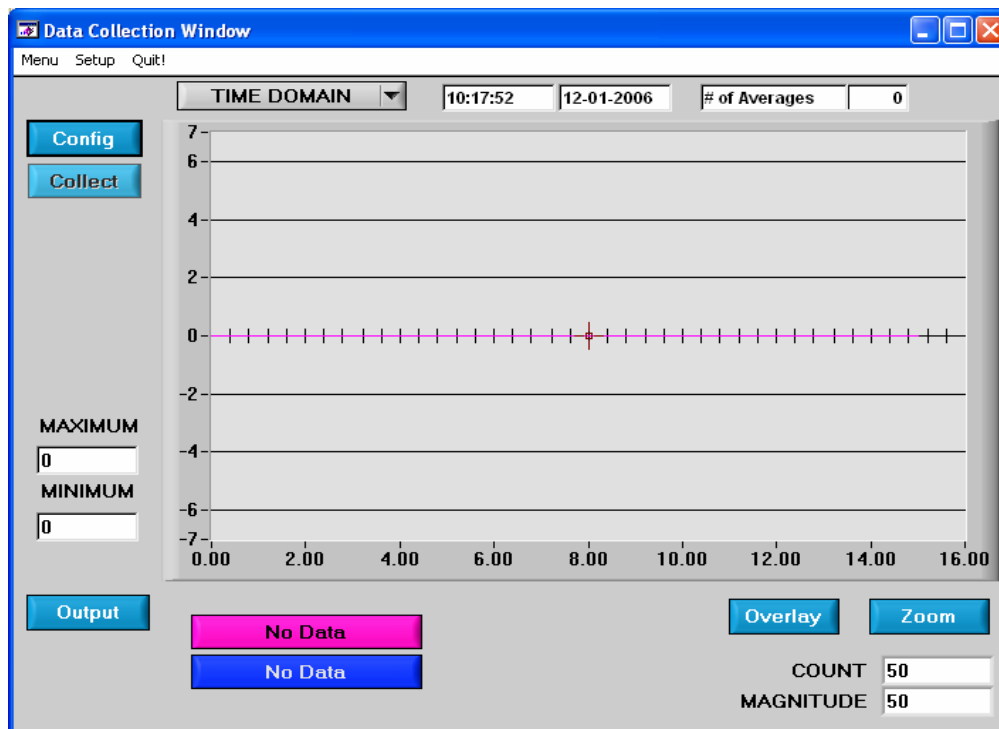 Data Collection Window
Menu Setup Quit!
TIME DOMAIN 10:17:52 12-01-2006 # of Averages 0
Config
Collect
7
6
4
2
0
-2
-4
-6
-7
0.00 2.00 4.00 6.00 8.00 10.00 12.00 14.00 16.00
MAXIMUM
0
MINIMUM
0
Output
No Data
No Data
Overlay Zoom
COUNT 50
MAGNITUDE 50